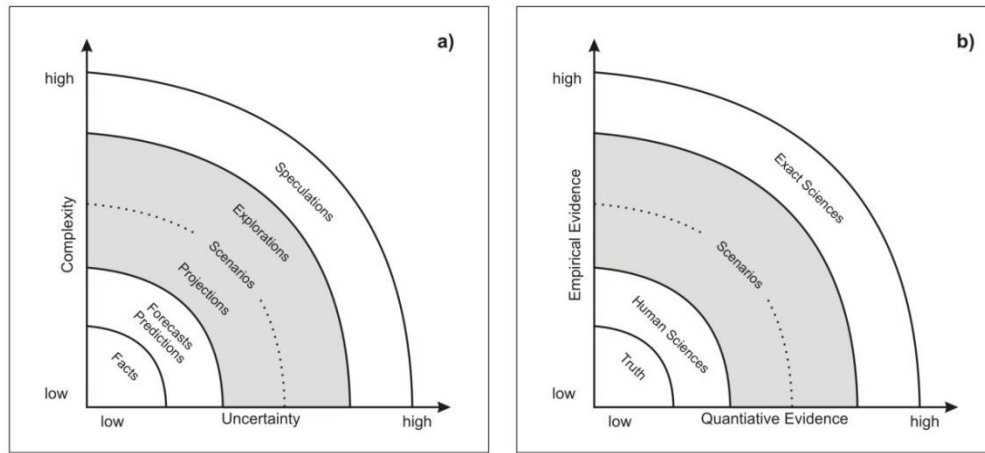 a)
high
Complexity
low
low
Uncertainty
high
Speculations
Explorations
Scenarios
Projections
Forecasts
Predictions
Facts
b)
high
Empirical Evidence
low
low
Quantiative Evidence
high
Exact Sciences
Scenarios
Human Sciences
Truth